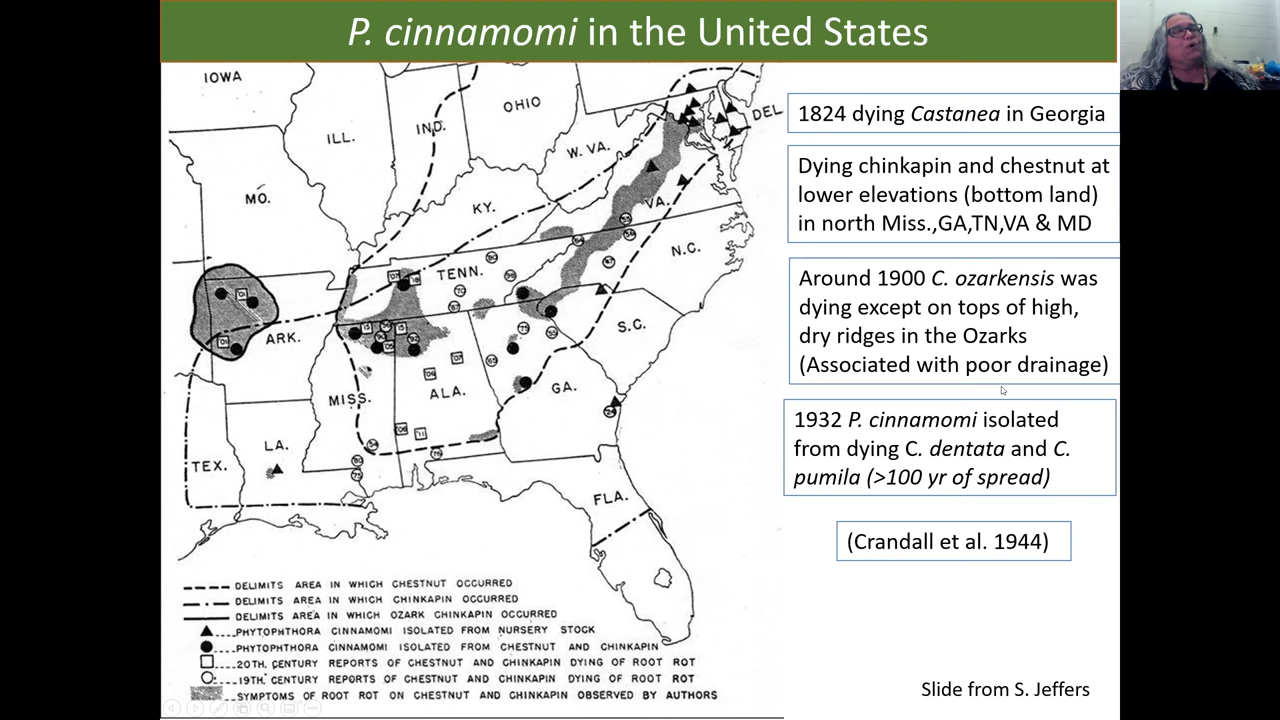 P. cinnamomi in the United States
IOWA
ILL.
IND.
OHIO
W. VA.
DEL.
MO.
KY.
VA.
TENN.
N.C.
ARK.
S.C.
MISS.
ALA.
GA.
LA.
TEX.
FLA.
DELIMITS AREA IN WHICH CHESTNUT OCCURRED
DELIMITS AREA IN WHICH CHINKAPIN OCCURRED
DELIMITS AREA IN WHICH OZARK CHINKAPIN OCCURRED
PHYTOPHTHORA CINNAMOMI ISOLATED FROM NURSERY STOCK
PHYTOPHTHORA CINNAMOMI ISOLATED FROM CHESTNUT AND CHINKAPIN
20TH. CENTURY REPORTS OF CHESTNUT AND CHINKAPIN DYING OF ROOT ROT
19TH. CENTURY REPORTS OF CHESTNUT AND CHINKAPIN DYING OF ROOT ROT
SYMPTOMS OF ROOT ROT ON CHESTNUT AND CHINKAPIN OBSERVED BY AUTHORS
1824 dying Castanea in Georgia
Dying chinkapin and chestnut at
lower elevations (bottom land)
in north Miss.,GA,TN,VA & MD
Around 1900 C. ozarkensis was
dying except on tops of high,
dry ridges in the Ozarks
(Associated with poor drainage)
1932 P. cinnamomi isolated
from dying C. dentata and C.
pumila (>100 yr of spread)
(Crandall et al. 1944)
Slide from S. Jeffers